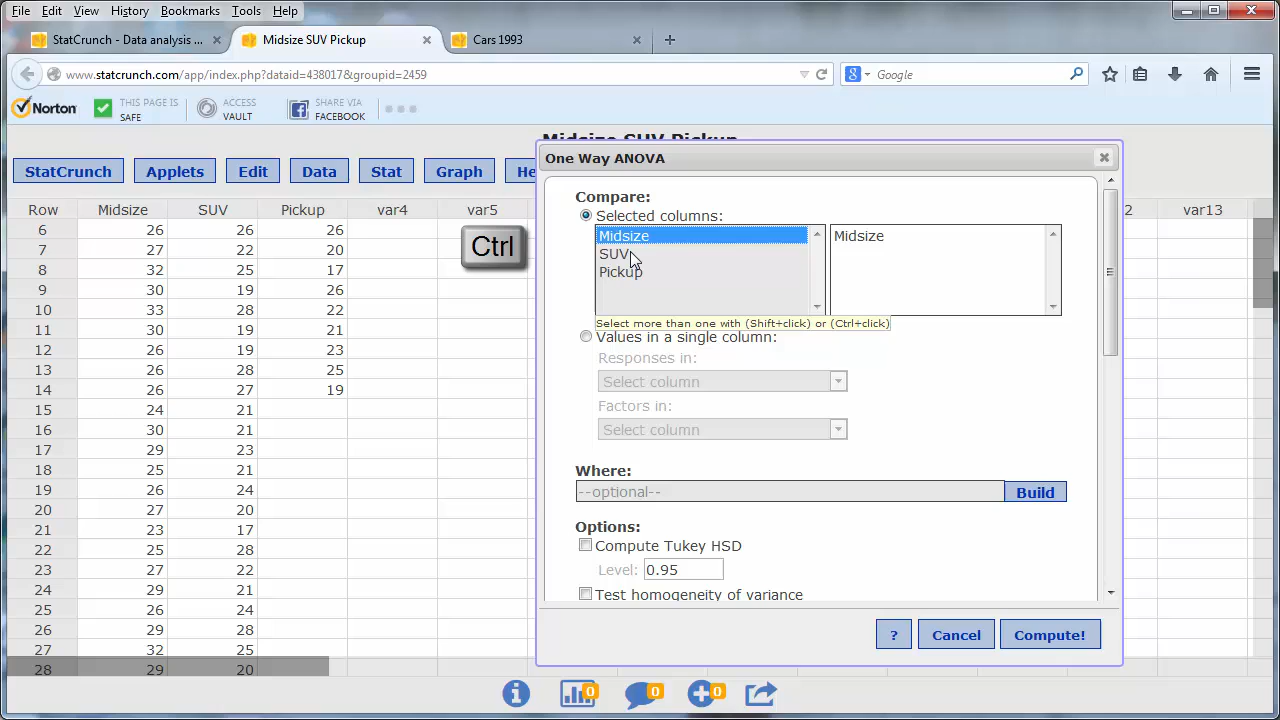 File Edit View History Bookmarks Tools Help
StatCrunch - Data analysis ... × Midsize SUV Pickup × Cars 1993 × +
www.statcrunch.com/app/index.php?dataid=438017&groupid=2459 Google
Norton THIS PAGE IS SAFE ACCESS VAULT SHARE VIA FACEBOOK
Midsize SUV Pickup
StatCrunch Applets Edit Data Stat Graph He
Row Midsize SUV Pickup var4 var5 2 var13
6 26 26 26
7 27 22 20
8 32 25 17
9 30 19 26
10 33 28 22
11 30 19 21
12 26 19 23
13 26 28 25
14 26 27 19
15 24 21
16 30 21
17 29 23
18 25 21
19 26 24
20 27 20
21 23 17
22 25 28
23 27 22
24 29 21
25 26 24
26 29 28
27 32 25
28 29 20
Ctrl
One Way ANOVA
Compare:
Selected columns:
Midsize Midsize
SUV
Pickup
Select more than one with (Shift+click) or (Ctrl+click)
Values in a single column:
Responses in:
Select column
Factors in:
Select column
Where:
--optional-- Build
Options:
Compute Tukey HSD
Level: 0.95
Test homogeneity of variance
? Cancel Compute!
0 0 0